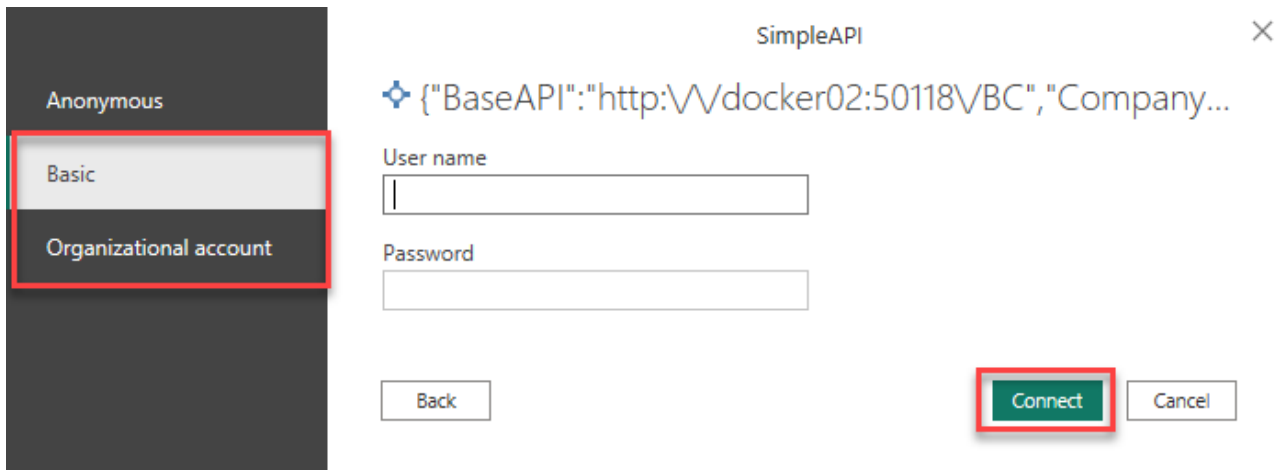 SimpleAPI
Anonymous
Basic
Organizational account
{"BaseAPI":"http:\/\/docker02:50118\/BC","Company...
User name
Password
Back
Connect
Cancel